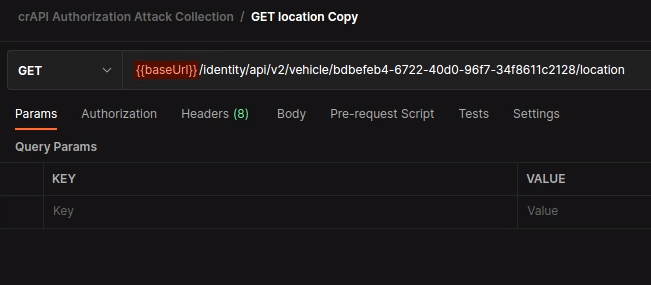 crAPI Authorization Attack Collection / GET location Copy
GET {{baseUrl}}/identity/api/v2/vehicle/bdbefeb4-6722-40d0-96f7-34f8611c2128/location
Params Authorization Headers (8) Body Pre-request Script Tests Settings
Query Params
KEY VALUE
Key Value